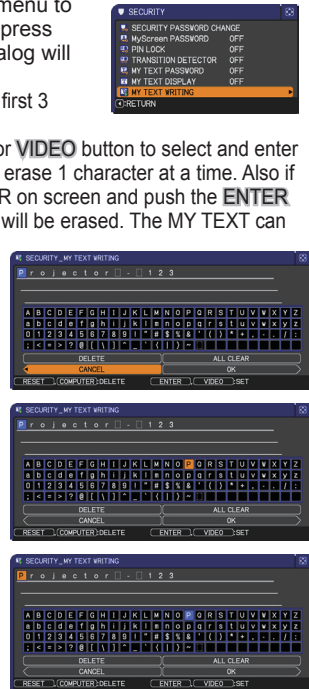 menu to
press
alog will
first 3
SECURITY
SECURITY PASSWORD CHANGE
MyScreen PASSWORD OFF
PIN LOCK OFF
TRANSITION DETECTOR OFF
MY TEXT PASSWORD OFF
MY TEXT DISPLAY OFF
MY TEXT WRITING
:RETURN
or VIDEO button to select and enter
erase 1 character at a time. Also if
R on screen and push the ENTER
will be erased. The MY TEXT can
SECURITY_MY TEXT WRITING
P r o j e c t o r □ - □ 1 2 3
A B C D E F G H I J K L M N O P Q R S T U V W X Y Z
a b c d e f g h i j k l m n o p q r s t u v w x y z
0 1 2 3 4 5 6 7 8 9 ! " # $ % & ' ( ) * + , - . / :
; < = > ? @ [ \ ] ^ _ ` { | } ~
DELETE ALL CLEAR
CANCEL OK
RESET ,(COMPUTER):DELETE ENTER , VIDEO :SET
SECURITY_MY TEXT WRITING
P r o j e c t o r □ - □ 1 2 3
A B C D E F G H I J K L M N O P Q R S T U V W X Y Z
a b c d e f g h i j k l m n o p q r s t u v w x y z
0 1 2 3 4 5 6 7 8 9 ! " # $ % & ' ( ) * + , - . / :
; < = > ? @ [ \ ] ^ _ ` { | } ~
DELETE ALL CLEAR
CANCEL OK
RESET ,(COMPUTER):DELETE ENTER , VIDEO :SET
SECURITY_MY TEXT WRITING
P r o j e c t o r □ - □ 1 2 3
A B C D E F G H I J K L M N O P Q R S T U V W X Y Z
a b c d e f g h i j k l m n o p q r s t u v w x y z
0 1 2 3 4 5 6 7 8 9 ! " # $ % & ' ( ) * + , - . / :
; < = > ? @ [ \ ] ^ _ ` { | } ~
DELETE ALL CLEAR
CANCEL OK
RESET ,(COMPUTER):DELETE ENTER , VIDEO :SET